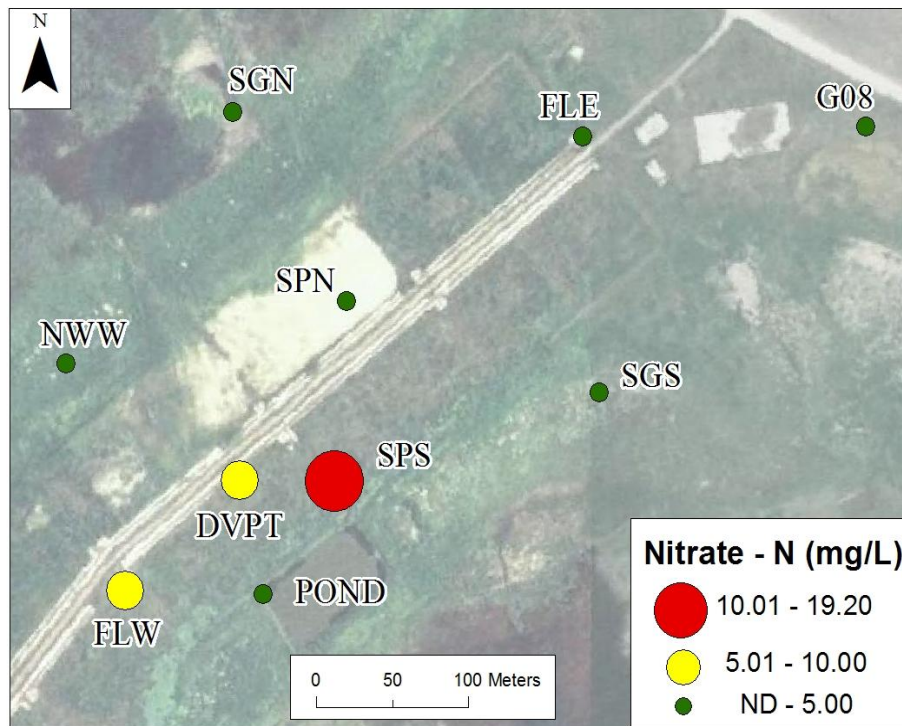 N
SGN
FLE
G08
SPN
NWW
SGS
SPS
DVPT
POND
FLW
Nitrate - N (mg/L)
10.01 - 19.20
5.01 - 10.00
ND - 5.00
0 50 100 Meters